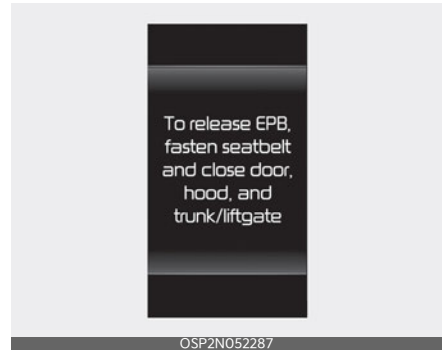 To release EPB,
fasten seatbelt
and close door,
hood, and
trunk/liftgate
OSP2N052287